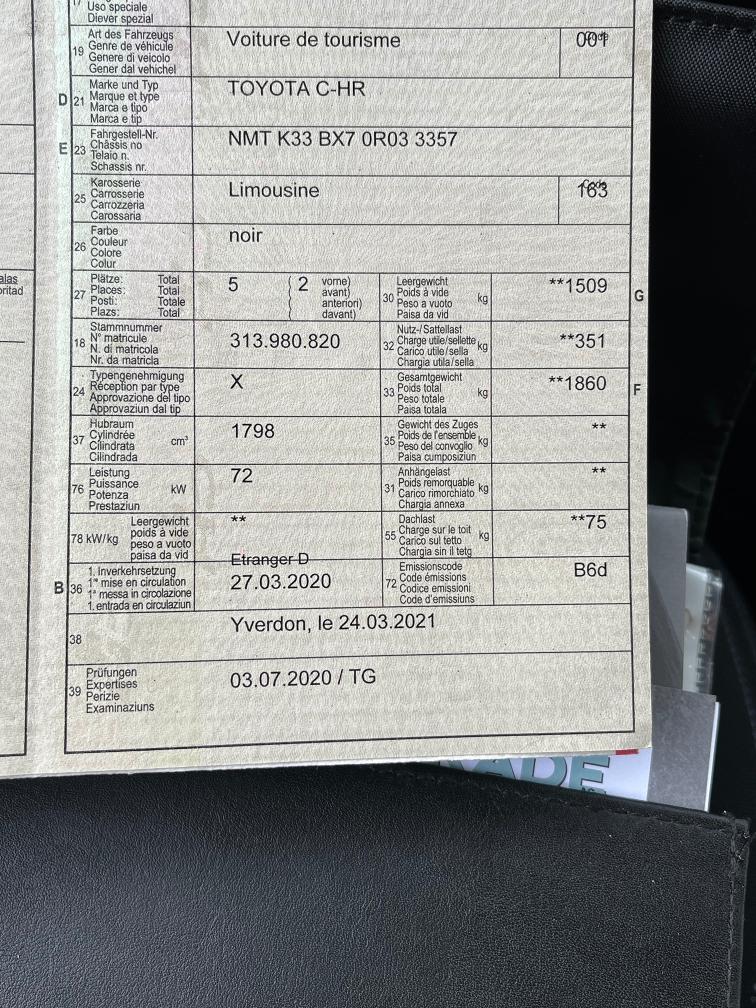 17
Uso speciale
Diever spezial
19
Art des Fahrzeugs
Genre de véhicule
Genere di veicolo
Gener dal vehichel
Voiture de tourisme
Code
001
D 21
Marke und Typ
Marque et type
Marca e tipo
Marca e tip
TOYOTA C-HR
E 23
Fahrgestell-Nr.
Châssis no
Telaio n.
Schassis nr.
NMT K33 BX7 0R03 3357
25
Karosserie
Carrosserie
Carrozzeria
Carossaria
Limousine
Code
163
26
Farbe
Couleur
Colore
Colur
noir
27
Plätze: Total
Places: Total
Posti: Totale
Plazs: Total
5
2
vorne)
avant)
anteriori)
davant)
30
Leergewicht
Poids à vide
Peso a vuoto
Paisa da vid
kg
**1509
G
18
Stammnummer
N° matricule
N. di matricola
Nr. da matricla
313.980.820
32
Nutz-/Sattellast
Charge utile/sellette
Carico utile/sella
Chargia utila/sella
kg
**351
24
Typengenehmigung
Réception par type
Approvazione del tipo
Approvaziun dal tip
X
33
Gesamtgewicht
Poids total
Peso totale
Paisa totala
kg
**1860
F
37
Hubraum
Cylindrée
Cilindrata
Cilindrada
cm³
1798
35
Gewicht des Zuges
Poids de l'ensemble
Peso del convoglio
Paisa cumposiziun
kg
**
76
Leistung
Puissance
Potenza
Prestaziun
kW
72
31
Anhängelast
Poids remorquable
Carico rimorchiato
Chargia annexa
kg
**
78 kW/kg
Leergewicht
poids à vide
peso a vuoto
paisa da vid
**
55
Dachlast
Charge sur le toit
Carico sul tetto
Chargia sin il tetg
kg
**75
Etranger D
B 36
1. Inverkehrsetzung
1re mise en circulation
1a messa in circolazione
1. entrada en circulaziun
27.03.2020
72
Emissionscode
Code émissions
Codice emissioni
Code d'emissiuns
B6d
38
Yverdon, le 24.03.2021
39
Prüfungen
Expertises
Perizie
Examinaziuns
03.07.2020 / TG